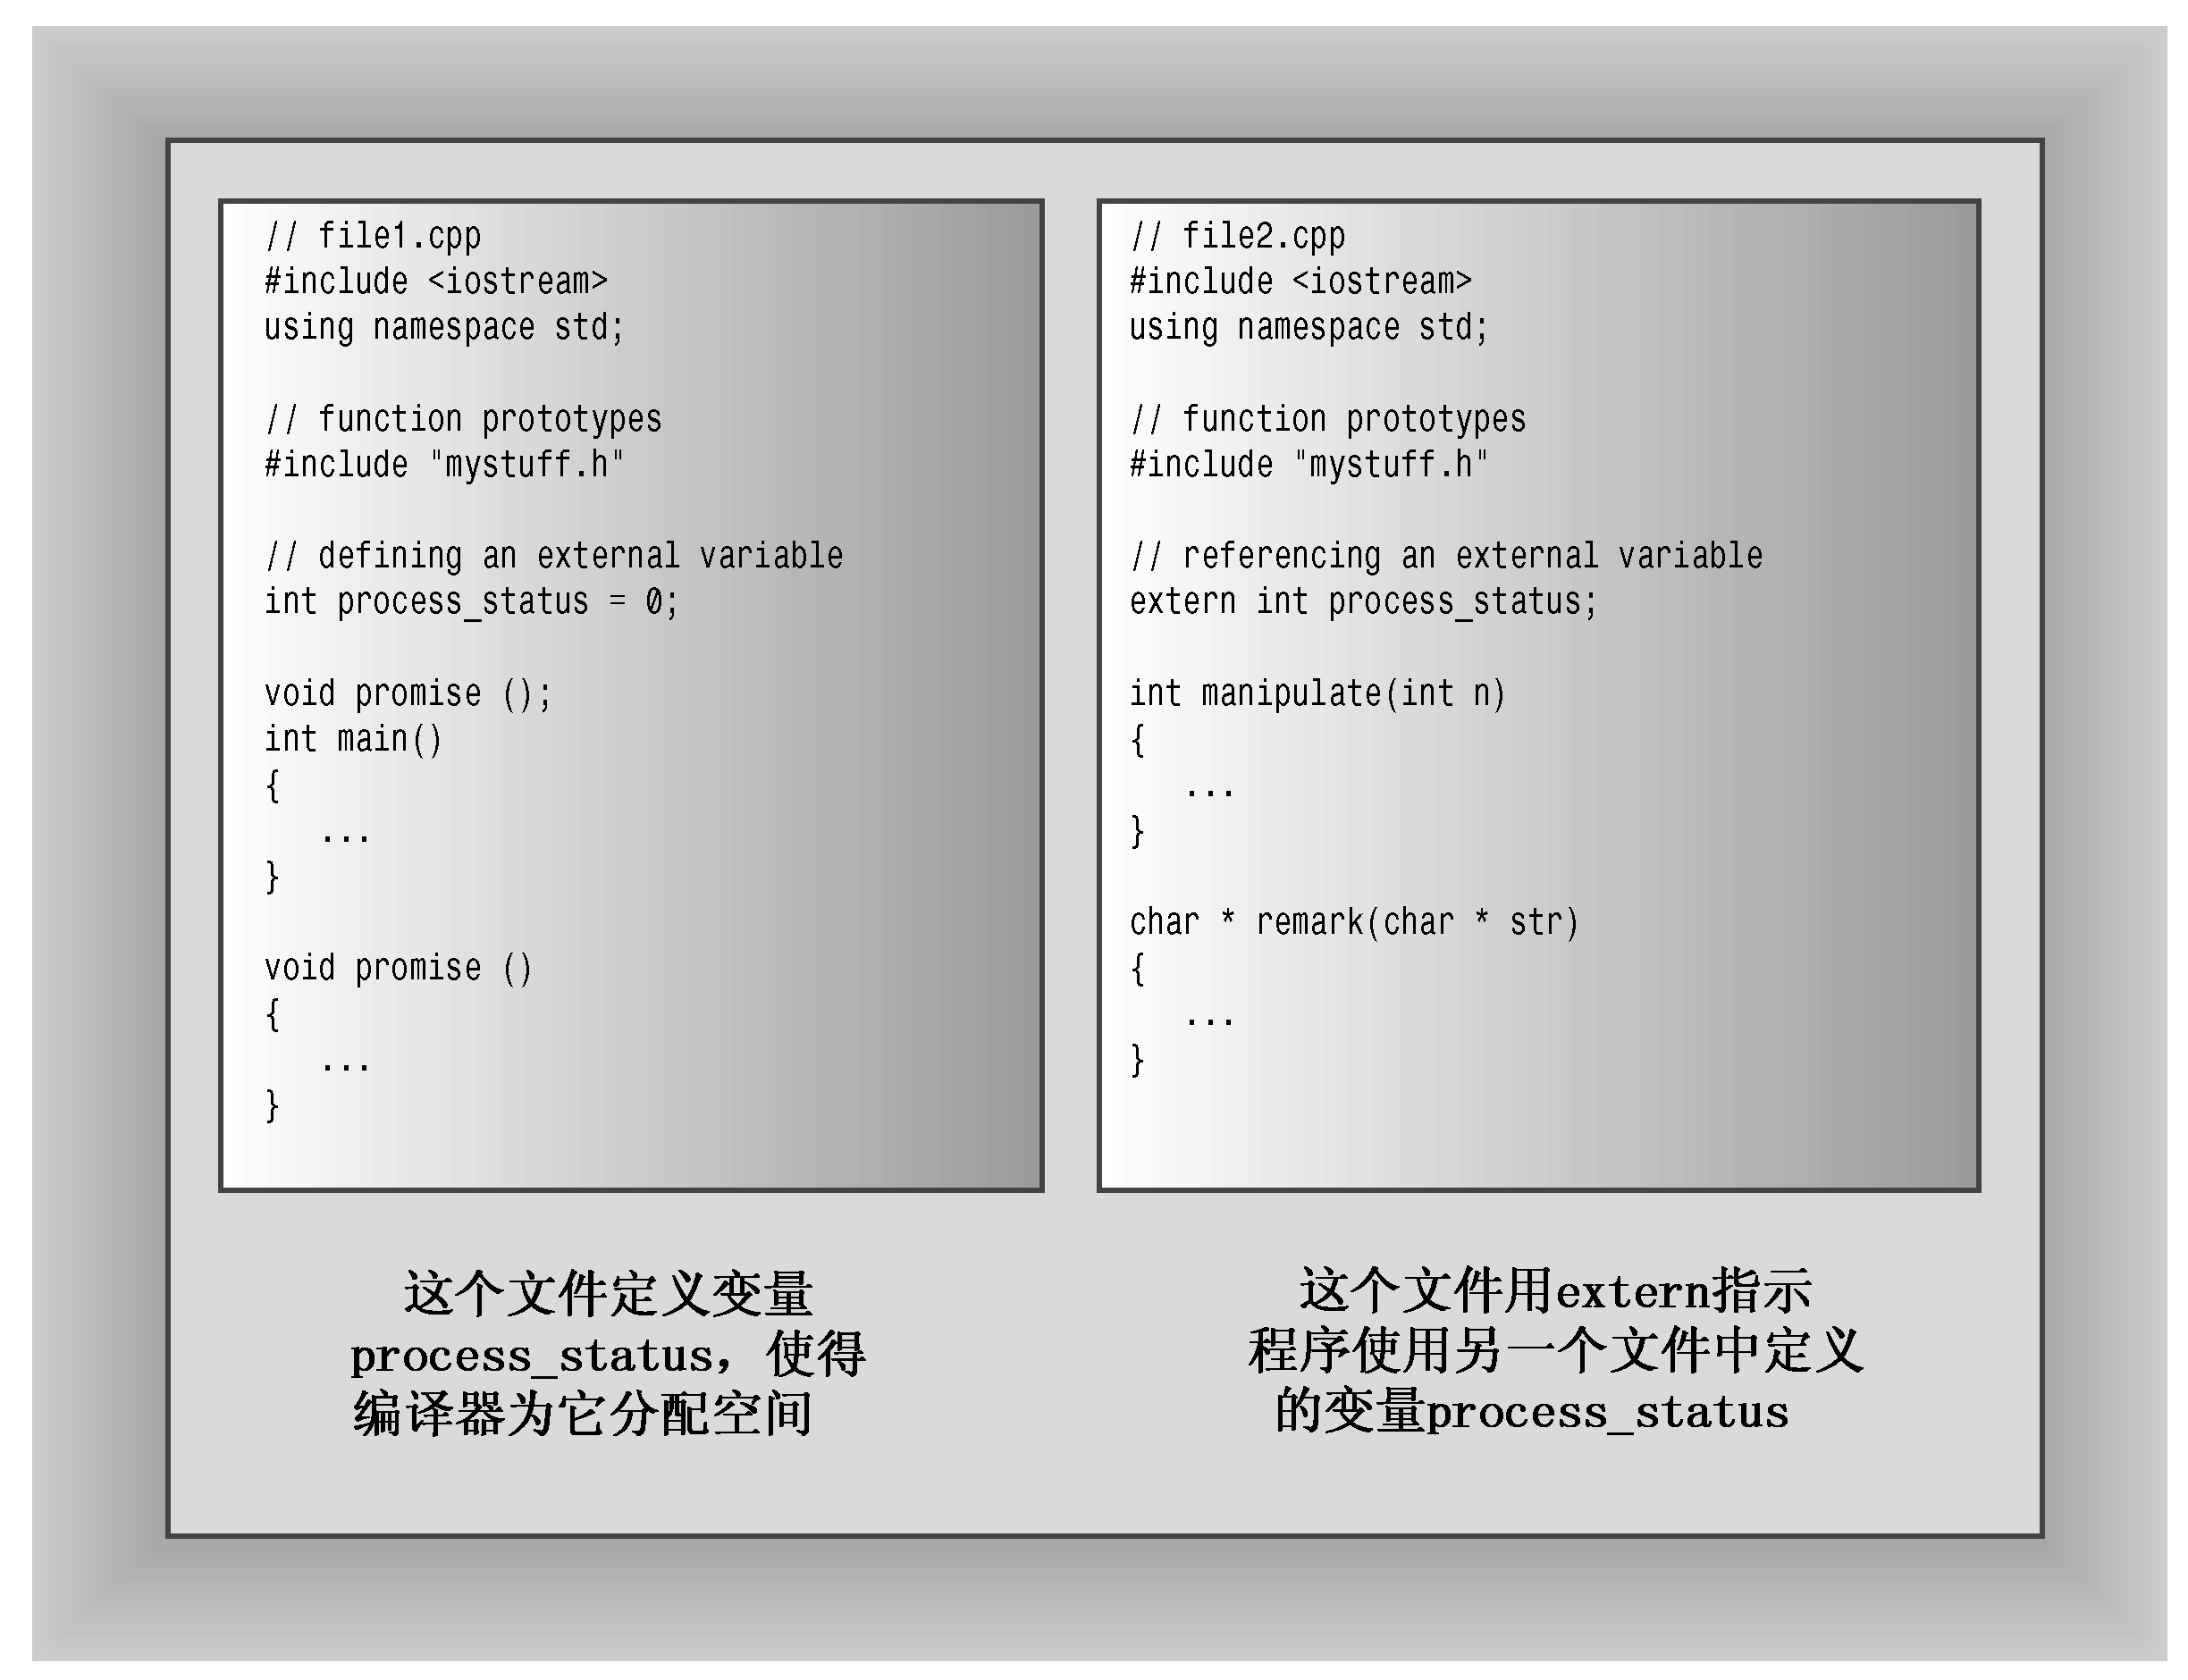 // file1.cpp
#include <iostream>
using namespace std;

// function prototypes
#include "mystuff.h"

// defining an external variable
int process_status = 0;

void promise ();
int main()
{
   ...
}

void promise ()
{
   ...
}

这个文件定义变量
process_status，使得
编译器为它分配空间

// file2.cpp
#include <iostream>
using namespace std;

// function prototypes
#include "mystuff.h"

// referencing an external variable
extern int process_status;

int manipulate(int n)
{
   ...
}

char * remark(char * str)
{
   ...
}

这个文件用extern指示
程序使用另一个文件中定义
的变量process_status